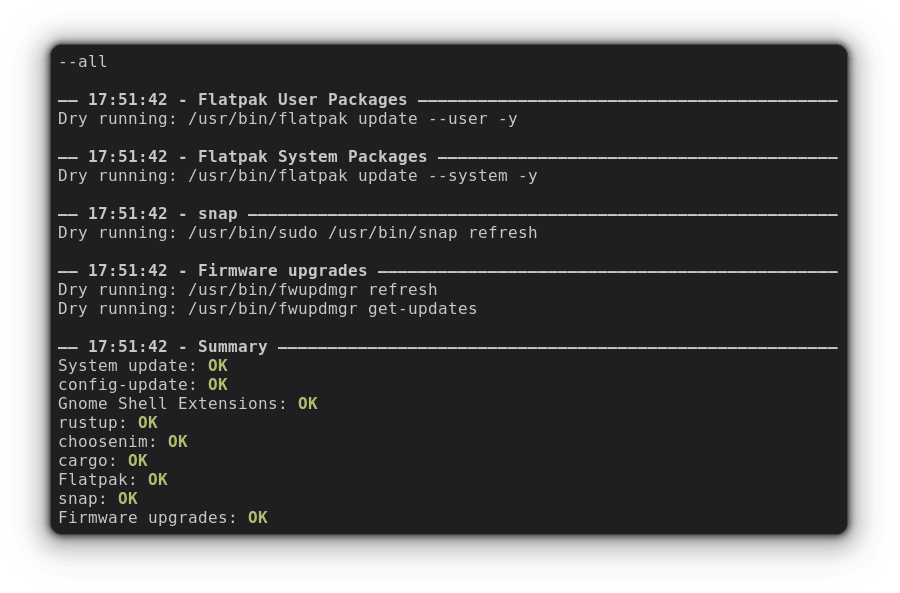 --all
―― 17:51:42 - Flatpak User Packages ――――――――――――――――――――――――――――――――――――――――――
Dry running: /usr/bin/flatpak update --user -y
―― 17:51:42 - Flatpak System Packages ――――――――――――――――――――――――――――――――――――――――
Dry running: /usr/bin/flatpak update --system -y
―― 17:51:42 - snap ―――――――――――――――――――――――――――――――――――――――――――――――――――――――――――
Dry running: /usr/bin/sudo /usr/bin/snap refresh
―― 17:51:42 - Firmware upgrades ――――――――――――――――――――――――――――――――――――――――――――――
Dry running: /usr/bin/fwupdmgr refresh
Dry running: /usr/bin/fwupdmgr get-updates
―― 17:51:42 - Summary ――――――――――――――――――――――――――――――――――――――――――――――――――――――――
System update: OK
config-update: OK
Gnome Shell Extensions: OK
rustup: OK
choosenim: OK
cargo: OK
Flatpak: OK
snap: OK
Firmware upgrades: OK